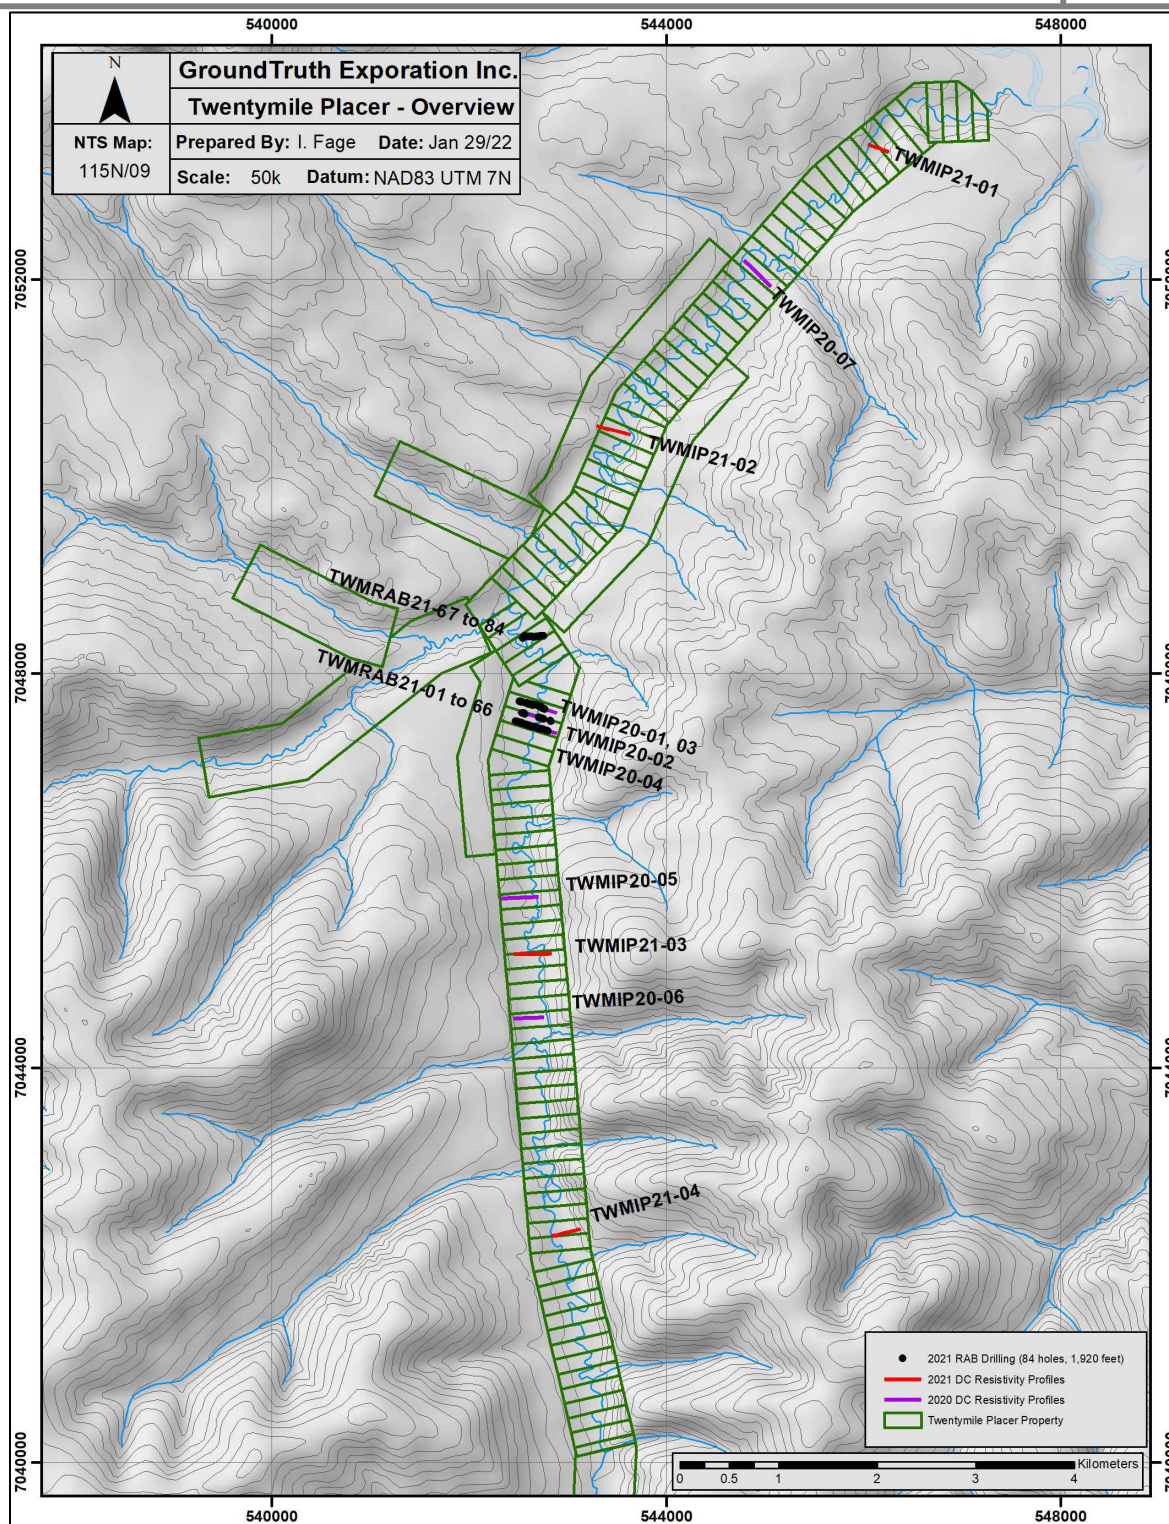 540000
544000
548000
N
NTS Map:
115N/09
GroundTruth Exporation Inc.
Twentymile Placer - Overview
Prepared By: I. Fage Date: Jan 29/22
Scale: 50k Datum: NAD83 UTM 7N
TWMIP21-01
7052000
7052000
TWMIP20-07
TWMIP21-02
TWMRAB21-67 to 84
TWMRAB21-01 to 66
7048000
7048000
TWMIP20-01, 03
TWMIP20-02
TWMIP20-04
TWMIP20-05
TWMIP21-03
TWMIP20-06
7044000
7044000
TWMIP21-04
2021 RAB Drilling (84 holes, 1,920 feet)
2021 DC Resistivity Profiles
2020 DC Resistivity Profiles
Twentymile Placer Property
7040000
7040000
Kilometers
0 0.5 1 2 3 4
540000
544000
548000